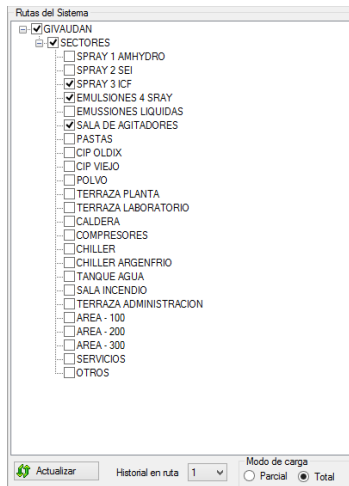 Rutas del Sistema
GIVAUDAN
SECTORES
SPRAY 1 AMHYDRO
SPRAY 2 SEI
SPRAY 3 ICF
EMULSIONES 4 SRAY
EMUSSIONES LIQUIDAS
SALA DE AGITADORES
PASTAS
CIP OLDIX
CIP VIEJO
POLVO
TERRAZA PLANTA
TERRAZA LABORATORIO
CALDERA
COMPRESORES
CHILLER
CHILLER ARGENFRIO
TANQUE AGUA
SALA INCENDIO
TERRAZA ADMINISTRACION
AREA - 100
AREA - 200
AREA - 300
SERVICIOS
OTROS
Modo de carga
Actualizar Historial en ruta 1 Parcial Total